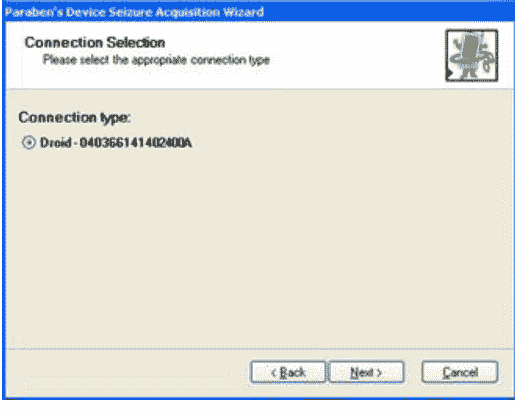 Paraben's Device Seizure Acquisition Wizard
Connection Selection
Please select the appropriate connection type
Connection type:
Droid - 040366141402400A
< Back
Next >
Cancel